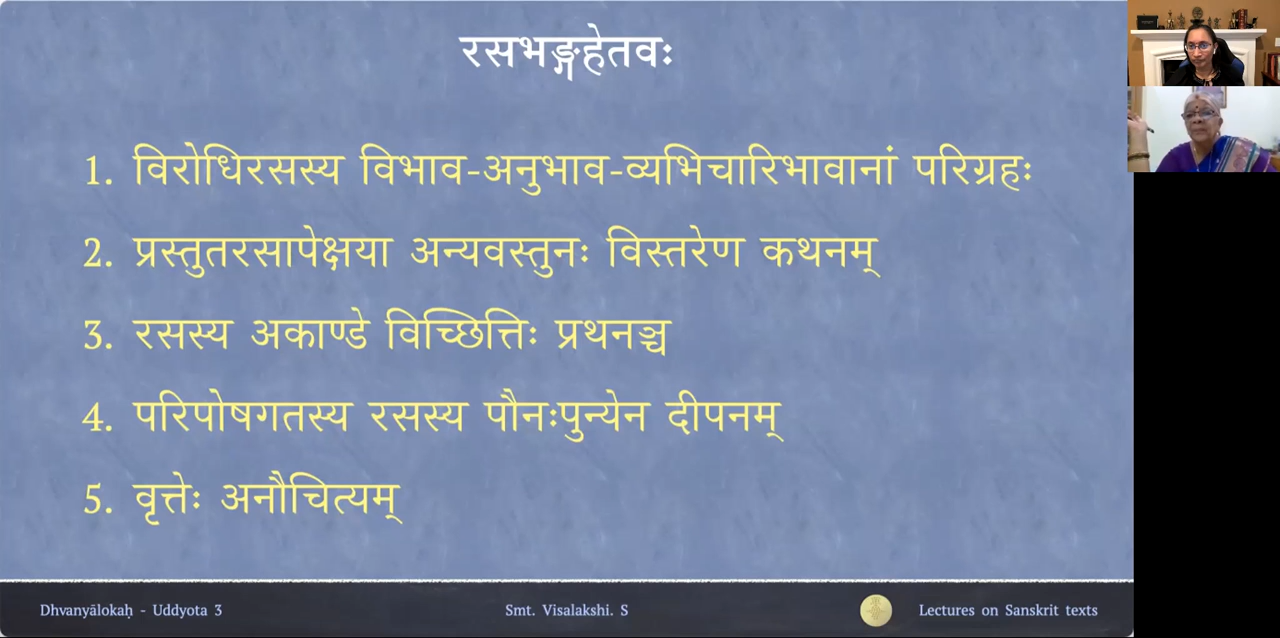 रसभङ्गहेतवः
1. विरोधिरसस्य विभाव-अनुभाव-व्यभिचारिभावानां परिग्रहः
2. प्रस्तुतरसापेक्षया अन्यवस्तुनः विस्तरेण कथनम्
3. रसस्य अकाण्डे विच्छित्तिः प्रथनञ्च
4. परिपोषगतस्य रसस्य पौनःपुन्येन दीपनम्
5. वृत्तेः अनौचित्यम्
Dhvanyālokaḥ - Uddyota 3 Smt. Visalakshi. S Lectures on Sanskrit texts